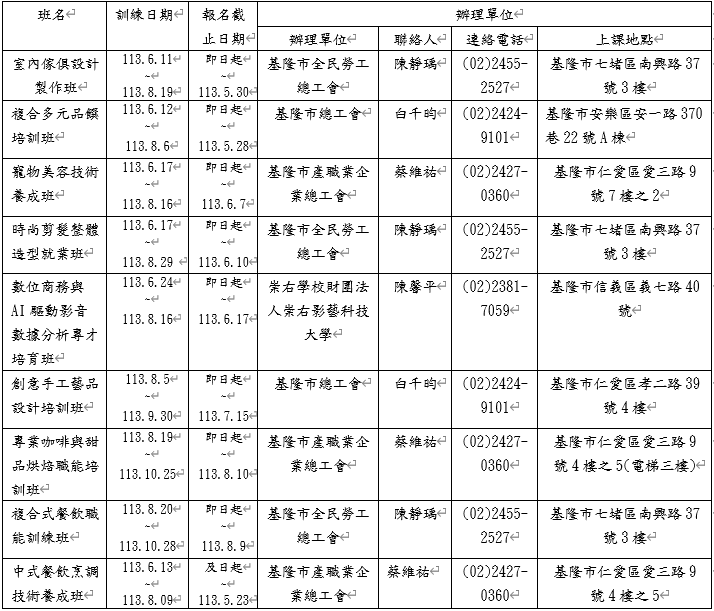 班名
訓練日期
報名截
止日期
辦理單位
辦理單位
聯絡人
連絡電話
上課地點
室內傢俱設計
製作班
113.6.11
~
113.8.19
即日起
~
113.5.30
基隆市全民勞工
總工會
陳靜瑀
(02)2455-
2527
基隆市七堵區南興路 37
號 3 樓
複合多元品饌
培訓班
113.6.12
~
113.8.6
即日起
~
113.5.28
基隆市總工會
白千昀
(02)2424-
9101
基隆市安樂區安一路 370
巷 22 號 A 棟
寵物美容技術
養成班
113.6.17
~
113.8.16
即日起
~
113.6.7
基隆市產職業企
業總工會
蔡維祐
(02)2427-
0360
基隆市仁愛區愛三路 9
號 7 樓之 2
時尚剪髮整體
造型就業班
113.6.17
~
113.8.29
即日起
~
113.6.10
基隆市全民勞工
總工會
陳靜瑀
(02)2455-
2527
基隆市七堵區南興路 37
號 3 樓
數位商務與
AI 驅動影音
數據分析專才
培育班
113.6.24
~
113.8.16
即日起
~
113.6.17
崇右學校財團法
人崇右影藝科技
大學
陳馨平
(02)2381-
7059
基隆市信義區義七路 40
號
創意手工藝品
設計培訓班
113.8.5
~
113.9.30
即日起
~
113.7.15
基隆市總工會
白千昀
(02)2424-
9101
基隆市仁愛區孝二路 39
號 4 樓
專業咖啡與甜
品烘焙職能培
訓班
113.8.19
~
113.10.25
即日起
~
113.8.10
基隆市產職業企
業總工會
蔡維祐
(02)2427-
0360
基隆市仁愛區愛三路 9
號 4 樓之 5(電梯三樓)
複合式餐飲職
能訓練班
113.8.20
~
113.10.28
即日起
~
113.8.9
基隆市全民勞工
總工會
陳靜瑀
(02)2455-
2527
基隆市七堵區南興路 37
號 3 樓
中式餐飲烹調
技術養成班
113.6.13
~
113.8.09
及日起
~
113.5.23
基隆市產職業企
業總工會
蔡維祐
(02)2427-
0360
基隆市仁愛區愛三路 9
號 4 樓之 5